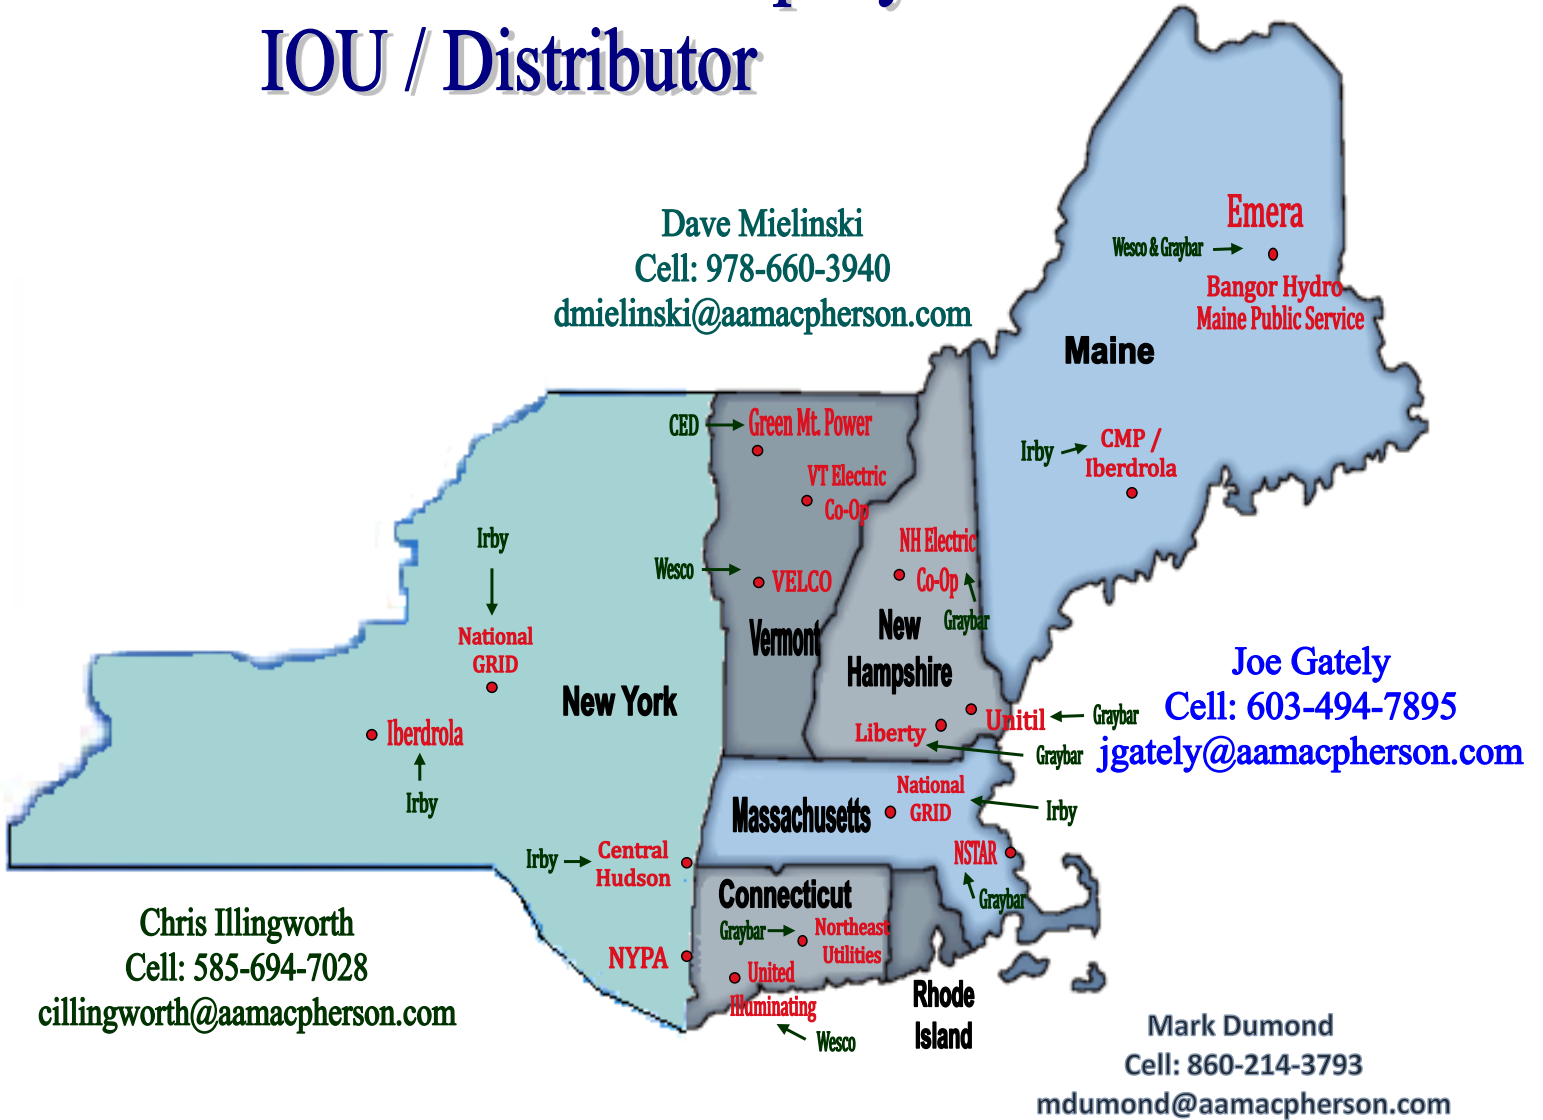 IOU / Distributor
Dave Mielinski
Cell: 978-660-3940
dmielinski@aamacpherson.com
Emera
Wesco & Graybar
Bangor Hydro
Maine Public Service
Maine
CMP /
Iberdrola
Irby
CED
Green Mt. Power
VT Electric
Co-Op
Wesco
VELCO
Vermont
NH Electric
Co-Op
Graybar
New
Hampshire
Unitil
Graybar
Liberty
Graybar
Irby
National
GRID
New York
Iberdrola
Irby
Irby
Central
Hudson
NYPA
Joe Gately
Cell: 603-494-7895
jgately@aamacpherson.com
Massachusetts
National
GRID
Irby
NSTAR
Graybar
Connecticut
Graybar
Northeast
Utilities
United
Illuminating
Wesco
Rhode
Island
Chris Illingworth
Cell: 585-694-7028
cillingworth@aamacpherson.com
Mark Dumond
Cell: 860-214-3793
mdumond@aamacpherson.com